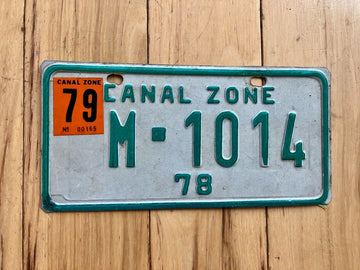 CANAL ZONE
79
No 00165
CANAL ZONE
M-1014
78